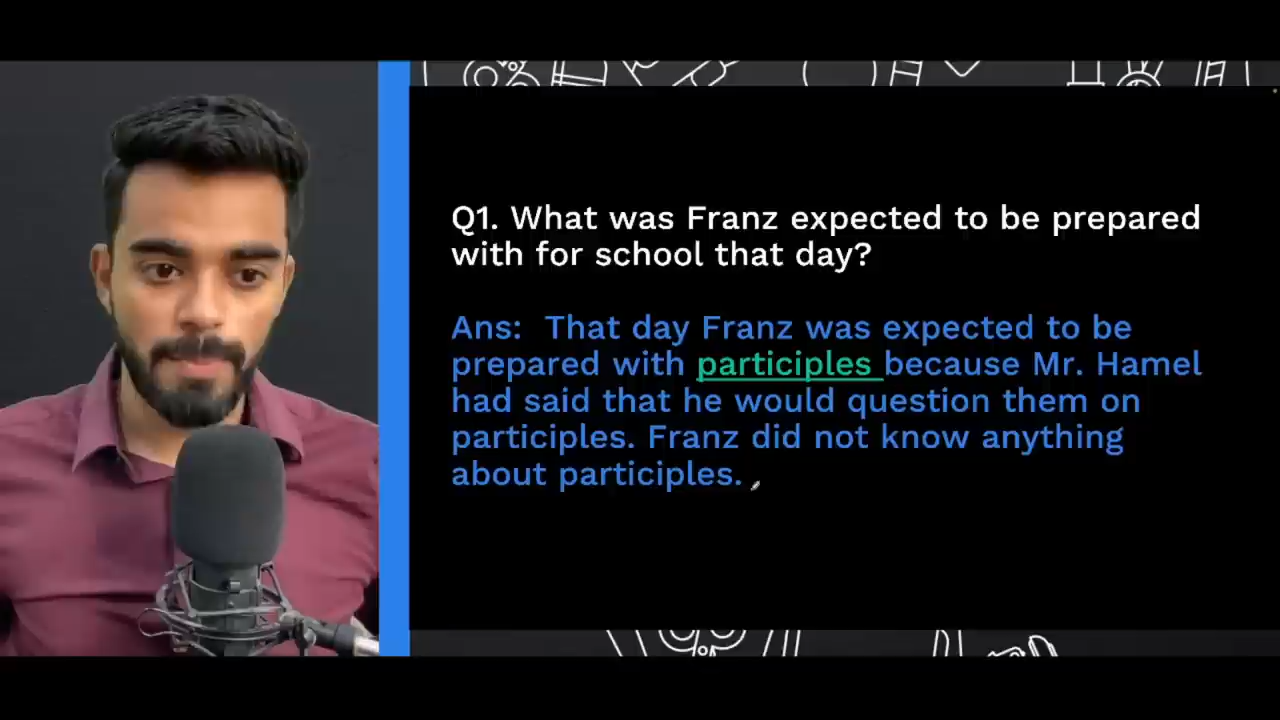 Q1. What was Franz expected to be prepared
with for school that day?
Ans: That day Franz was expected to be
prepared with participles because Mr. Hamel
had said that he would question them on
participles. Franz did not know anything
about participles.